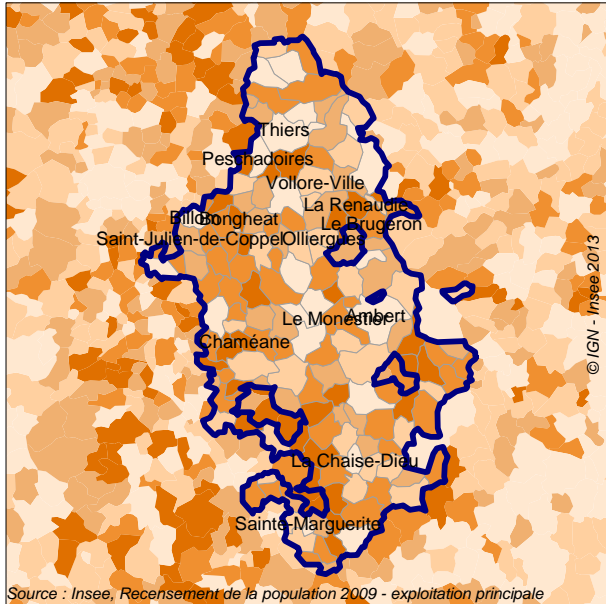 Thiers
Peschadoires
Vollore-Ville
La Renaudie
Le Brugeron
Billom
Bongheat
Saint-Julien-de-Coppel
Olliergues
Le Monestier
Ambert
Chaméane
La Chaise-Dieu
Sainte-Marguerite
© IGN - Insee 2013
Source : Insee, Recensement de la population 2009 - exploitation principale